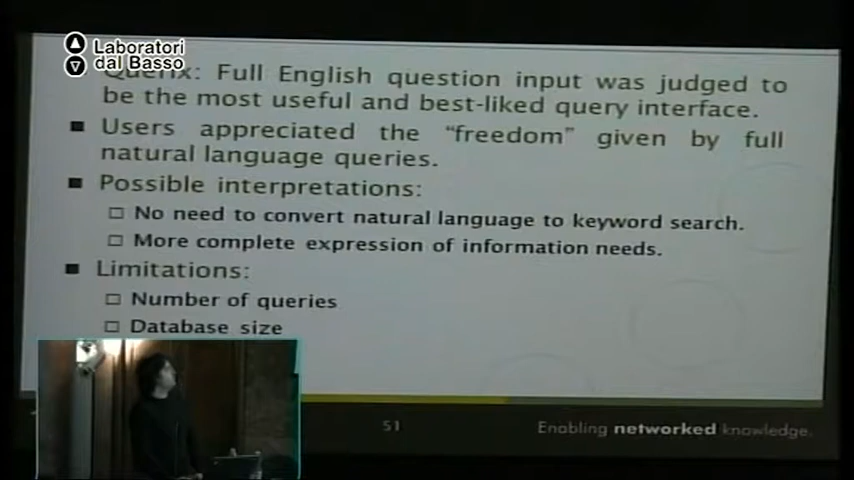 Laboratori
dal Basso
Querix: Full English question input was judged to
be the most useful and best-liked query interface.
Users appreciated the "freedom" given by full
natural language queries.
Possible interpretations:
No need to convert natural language to keyword search.
More complete expression of information needs.
Limitations:
Number of queries
Database size
51
Enabling networked knowledge.